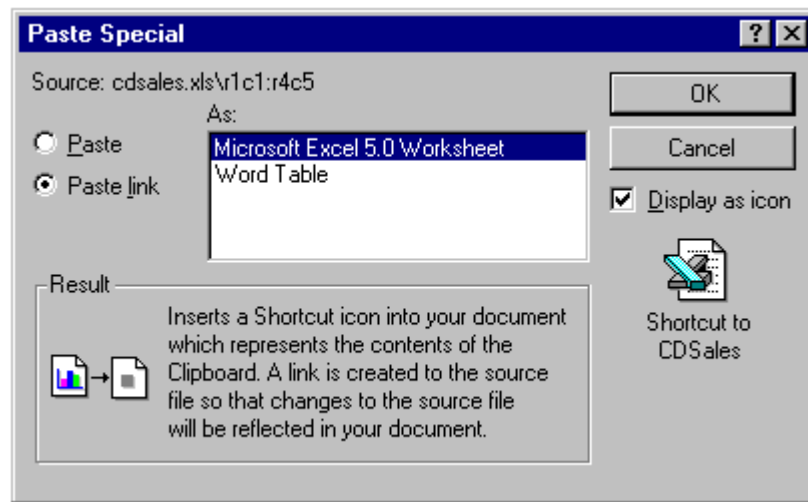 Paste Special
Source: cdsales.xls\r1c1:r4c5
As:
Paste
Paste link
Microsoft Excel 5.0 Worksheet
Word Table
OK
Cancel
Display as icon
Shortcut to
CDSales
Result
Inserts a Shortcut icon into your document
which represents the contents of the
Clipboard. A link is created to the source
file so that changes to the source file
will be reflected in your document.